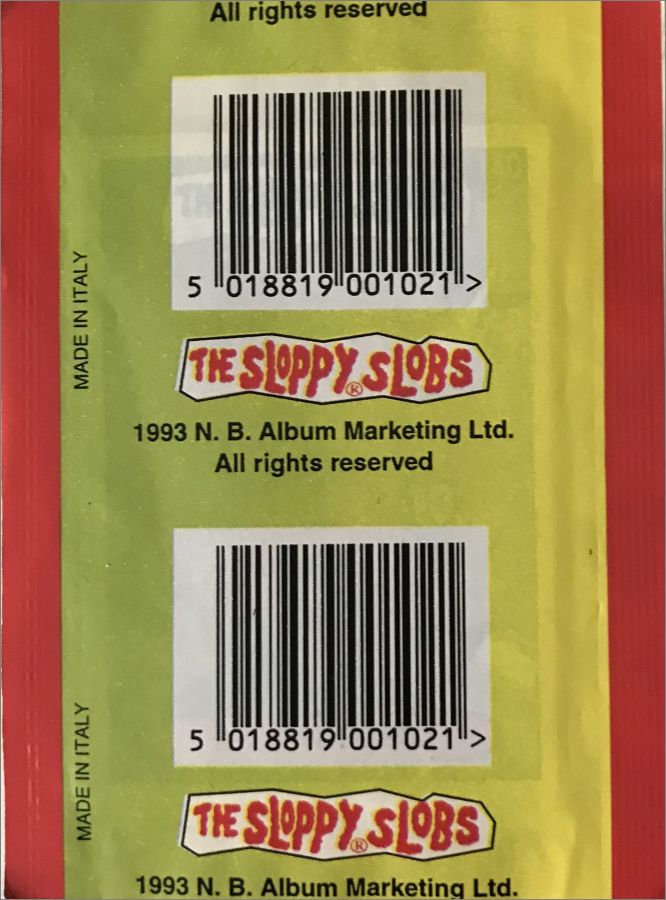 All rights reserved
5 018819 001021 >
MADE IN ITALY
THE SLOPPY SLOBS ®
1993 N. B. Album Marketing Ltd.
All rights reserved
5 018819 001021 >
MADE IN ITALY
THE SLOPPY SLOBS ®
1993 N. B. Album Marketing Ltd.